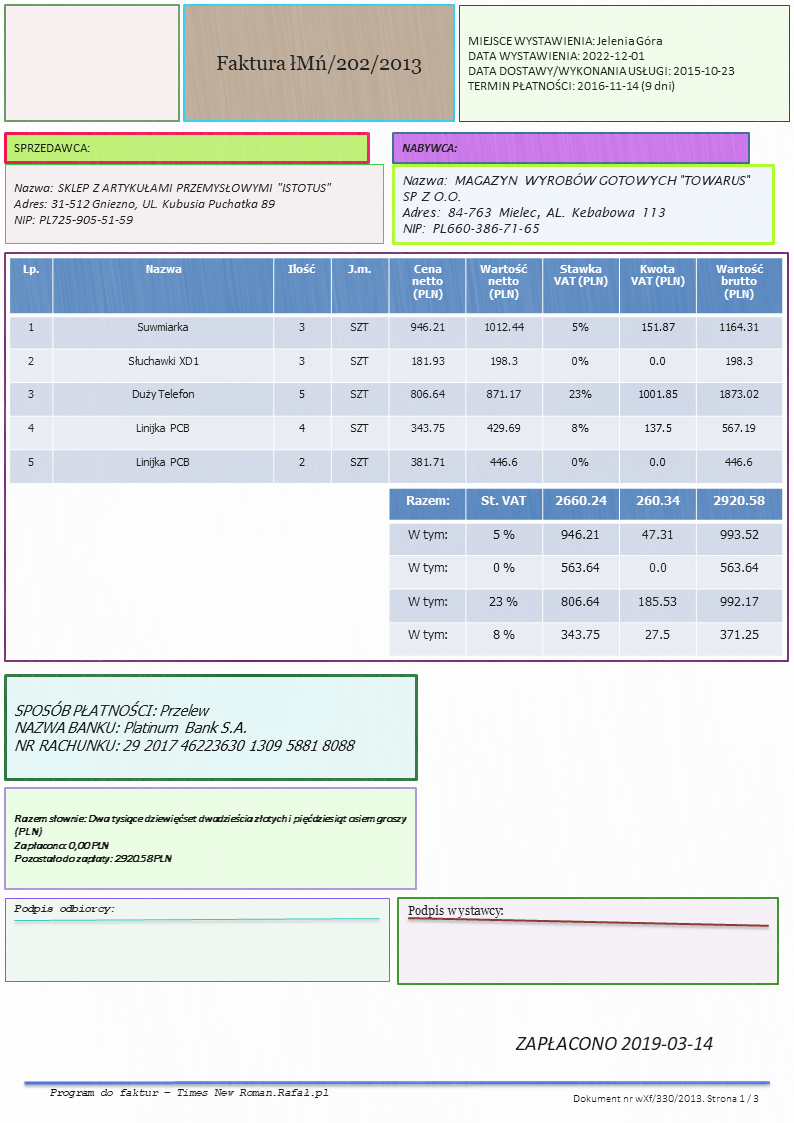 Faktura łMń/202/2013
MIEJSCE WYSTAWIENIA: Jelenia Góra
DATA WYSTAWIENIA: 2022-12-01
DATA DOSTAWY/WYKONANIA USŁUGI: 2015-10-23
TERMIN PŁATNOŚCI: 2016-11-14 (9 dni)
SPRZEDAWCA:
Nazwa: SKLEP Z ARTYKUŁAMI PRZEMYSŁOWYMI "ISTOTUS"
Adres: 31-512 Gniezno, UL. Kubusia Puchatka 89
NIP: PL725-905-51-59
NABYWCA:
Nazwa: MAGAZYN WYROBÓW GOTOWYCH "TOWARUS"
SP Z O.O.
Adres: 84-763 Mielec, AL. Kebabowa 113
NIP: PL660-386-71-65
Lp. Nazwa Ilość J.m. Cena netto (PLN) Wartość netto (PLN) Stawka VAT (PLN) Kwota VAT (PLN) Wartość brutto (PLN)
1 Suwmiarka 3 SZT 946.21 1012.44 5% 151.87 1164.31
2 Słuchawki XD1 3 SZT 181.93 198.3 0% 0.0 198.3
3 Duży Telefon 5 SZT 806.64 871.17 23% 1001.85 1873.02
4 Linijka PCB 4 SZT 343.75 429.69 8% 137.5 567.19
5 Linijka PCB 2 SZT 381.71 446.6 0% 0.0 446.6
Razem: St. VAT 2660.24 260.34 2920.58
W tym: 5 % 946.21 47.31 993.52
W tym: 0 % 563.64 0.0 563.64
W tym: 23 % 806.64 185.53 992.17
W tym: 8 % 343.75 27.5 371.25
SPOSÓB PŁATNOŚCI: Przelew
NAZWA BANKU: Platinum Bank S.A.
NR RACHUNKU: 29 2017 46223630 1309 5881 8088
Razem słownie: Dwa tysiące dziewięćset dwadzieścia złotych i pięćdziesiąt osiem groszy
(PLN)
Zapłacono: 0,00 PLN
Pozostało do zapłaty: 2920.58 PLN
Podpis odbiorcy:
Podpis wystawcy:
ZAPŁACONO 2019-03-14
Program do faktur – Times New Roman.Rafał.pl
Dokument nr wXf/330/2013. Strona 1 / 3